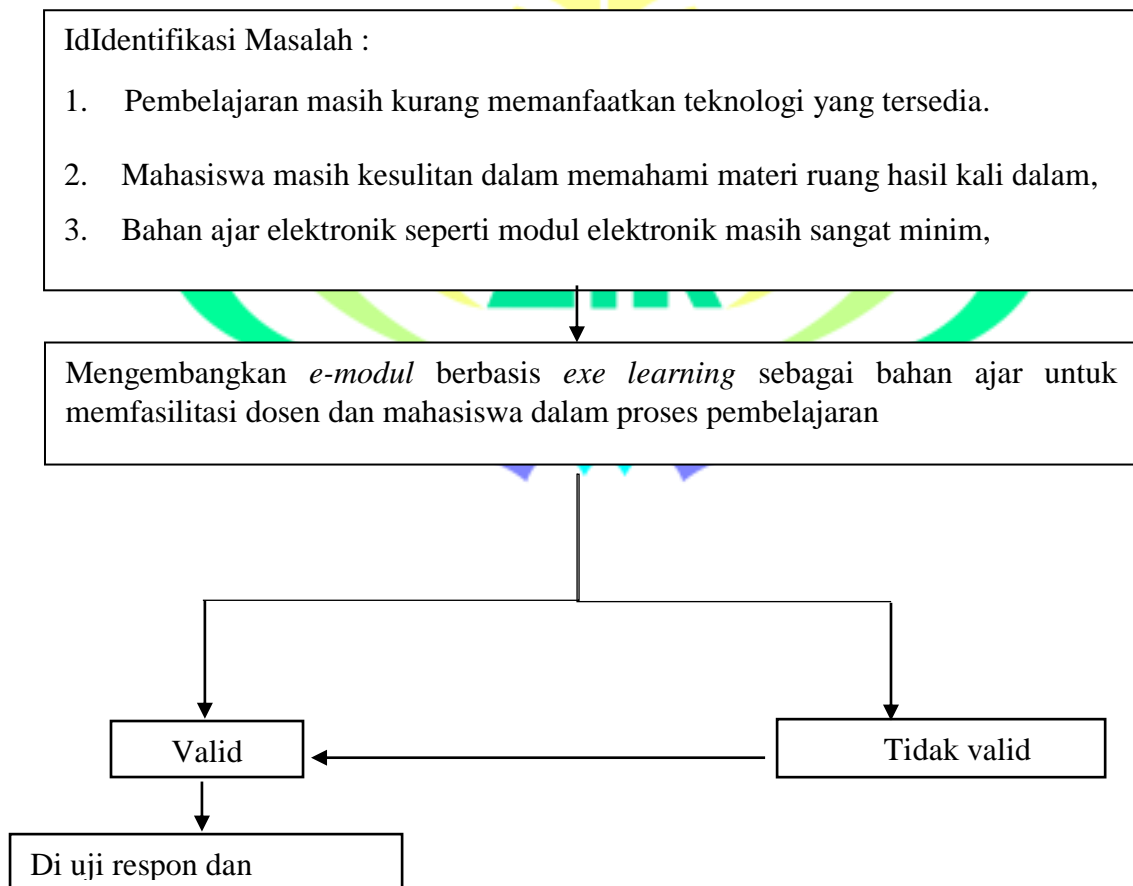 IdIdentifikasi Masalah :
1. Pembelajaran masih kurang memanfaatkan teknologi yang tersedia.
2. Mahasiswa masih kesulitan dalam memahami materi ruang hasil kali dalam,
3. Bahan ajar elektronik seperti modul elektronik masih sangat minim,
Mengembangkan e-modul berbasis exe learning sebagai bahan ajar untuk
memfasilitasi dosen dan mahasiswa dalam proses pembelajaran
Valid
Tidak valid
Di uji respon dan